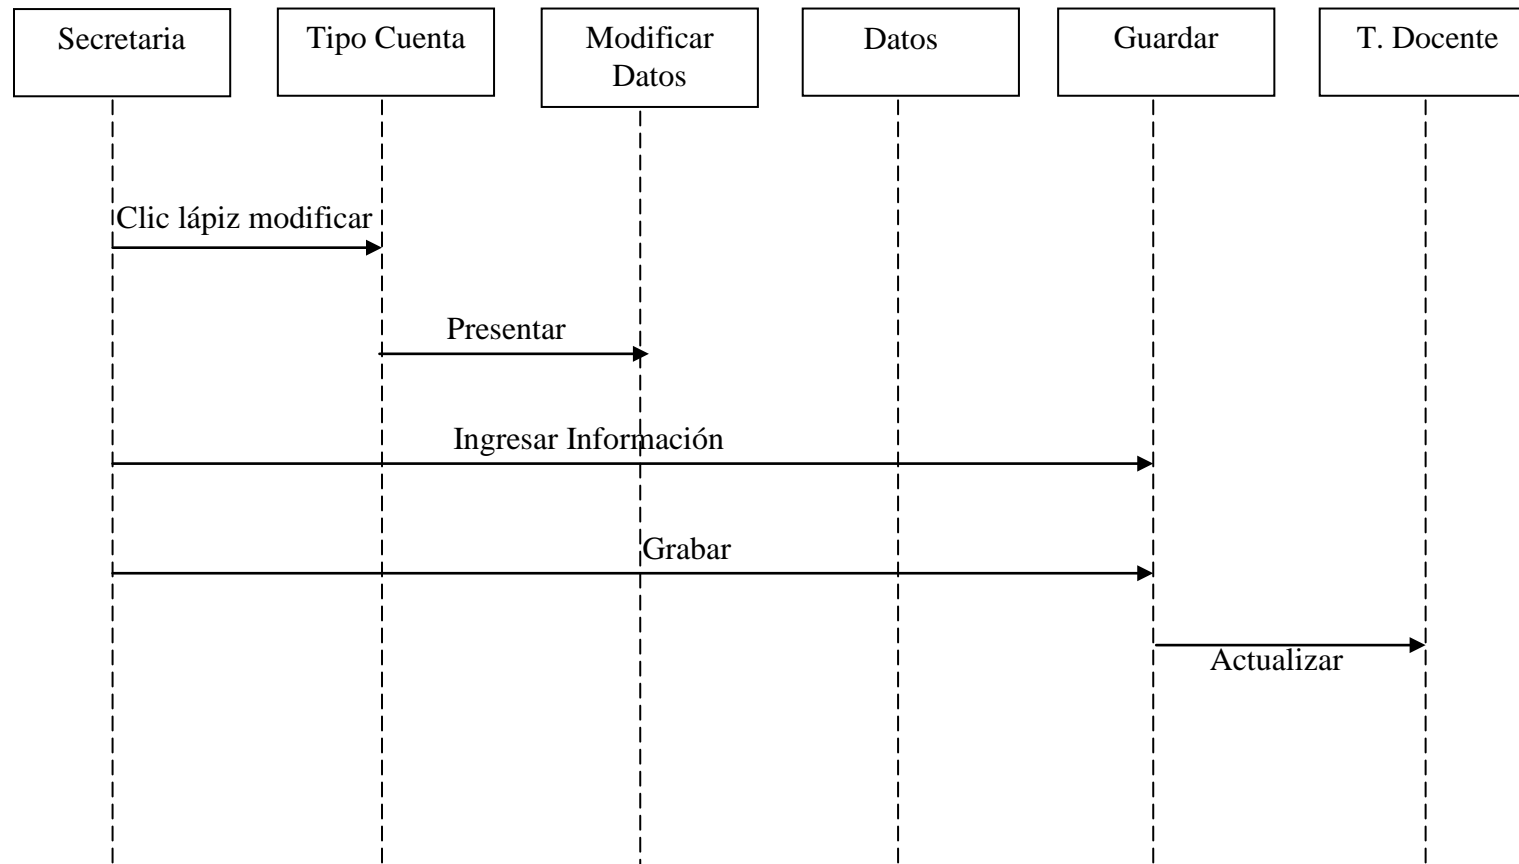 Secretaria
Tipo Cuenta
Modificar
Datos
Datos
Guardar
T. Docente
Clic lápiz modificar
Presentar
Ingresar Información
Grabar
Actualizar